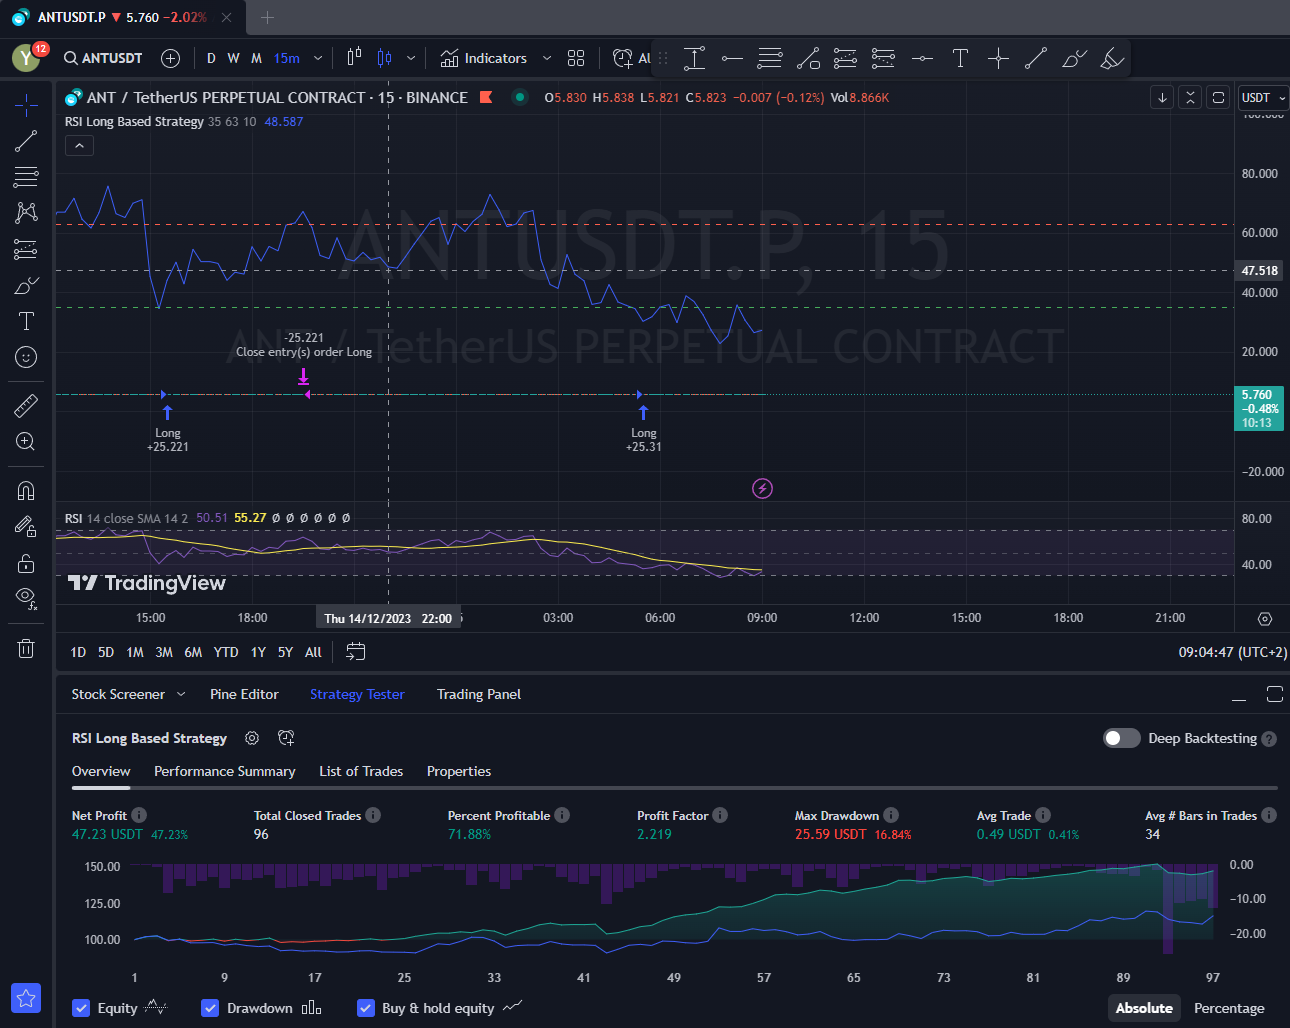 ANTUSDT.P ▼ 5.760 −2.02%
Y 12 ANTUSDT D W M 15m Indicators Al T
ANT / TetherUS PERPETUAL CONTRACT · 15 · BINANCE O5.830 H5.838 L5.821 C5.823 −0.007 (−0.12%) Vol8.866K USDT
RSI Long Based Strategy 35 63 10 48.587
80.000
ANTUSDT.P, 15
60.000
47.518
40.000
ANT / TetherUS PERPETUAL CONTRACT
-25.221
Close entry(s) order Long
20.000
5.760
−0.48%
10:13
Long
+25.221
Long
+25.31
−20.000
RSI 14 close SMA 14 2 50.51 55.27 Ø Ø Ø Ø Ø Ø
80.00
40.00
TradingView
15:00 18:00 Thu 14/12/2023 22:00 03:00 06:00 09:00 12:00 15:00 18:00 21:00
1D 5D 1M 3M 6M YTD 1Y 5Y All 09:04:47 (UTC+2)
Stock Screener Pine Editor Strategy Tester Trading Panel
RSI Long Based Strategy Deep Backtesting
Overview Performance Summary List of Trades Properties
Net Profit Total Closed Trades Percent Profitable Profit Factor Max Drawdown Avg Trade Avg # Bars in Trades
47.23 USDT 47.23% 96 71.88% 2.219 25.59 USDT 16.84% 0.49 USDT 0.41% 34
150.00 0.00
125.00 −10.00
100.00 −20.00
1 9 17 25 33 41 49 57 65 73 81 89 97
Equity Drawdown Buy & hold equity Absolute Percentage